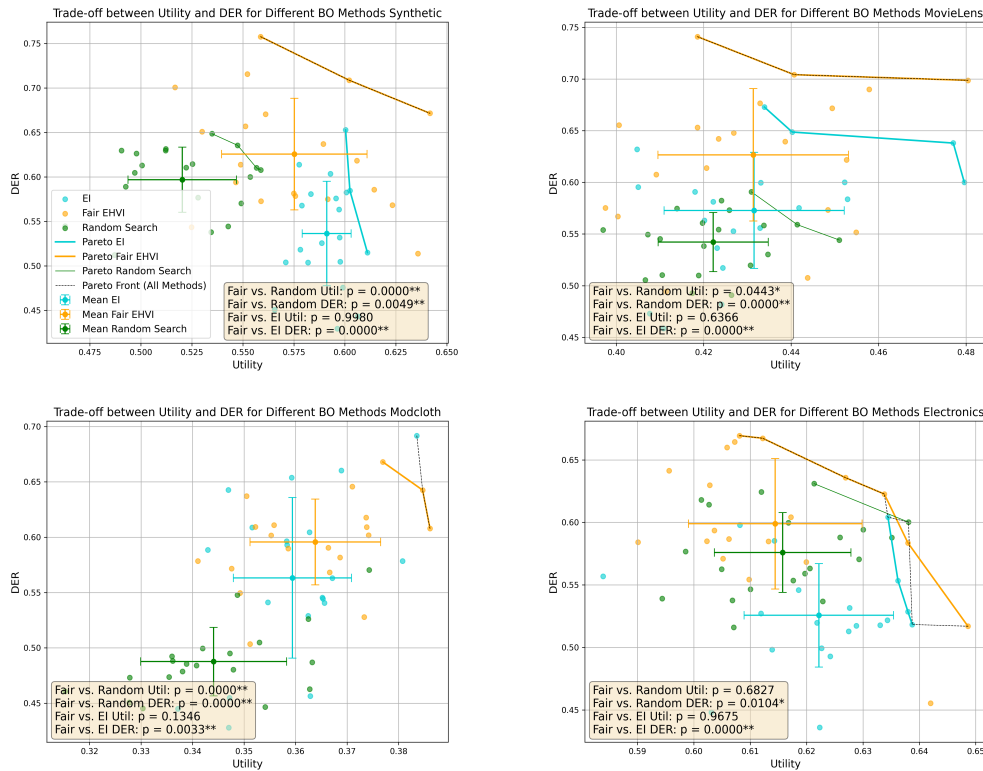 Trade-off between Utility and DER for Different BO Methods Synthetic
0.75
0.70
0.65
0.60
0.55
0.50
0.45
DER
EI
Fair EHVI
Random Search
Pareto EI
Pareto Fair EHVI
Pareto Random Search
Pareto Front (All Methods)
Mean EI
Mean Fair EHVI
Mean Random Search
Fair vs. Random Util: p = 0.0000**
Fair vs. Random DER: p = 0.0049**
Fair vs. EI Util: p = 0.9980
Fair vs. EI DER: p = 0.0000**
0.475 0.500 0.525 0.550 0.575 0.600 0.625 0.650
Utility
Trade-off between Utility and DER for Different BO Methods MovieLens
0.75
0.70
0.65
0.60
0.55
0.50
0.45
DER
Fair vs. Random Util: p = 0.0443*
Fair vs. Random DER: p = 0.0000**
Fair vs. EI Util: p = 0.6366
Fair vs. EI DER: p = 0.0000**
0.40 0.42 0.44 0.46 0.48
Utility
Trade-off between Utility and DER for Different BO Methods Modcloth
0.70
0.65
0.60
0.55
0.50
0.45
DER
Fair vs. Random Util: p = 0.0000**
Fair vs. Random DER: p = 0.0000**
Fair vs. EI Util: p = 0.1346
Fair vs. EI DER: p = 0.0033**
0.32 0.33 0.34 0.35 0.36 0.37 0.38
Utility
Trade-off between Utility and DER for Different BO Methods Electronics
0.65
0.60
0.55
0.50
0.45
DER
Fair vs. Random Util: p = 0.6827
Fair vs. Random DER: p = 0.0104*
Fair vs. EI Util: p = 0.9675
Fair vs. EI DER: p = 0.0000**
0.59 0.60 0.61 0.62 0.63 0.64 0.65
Utility